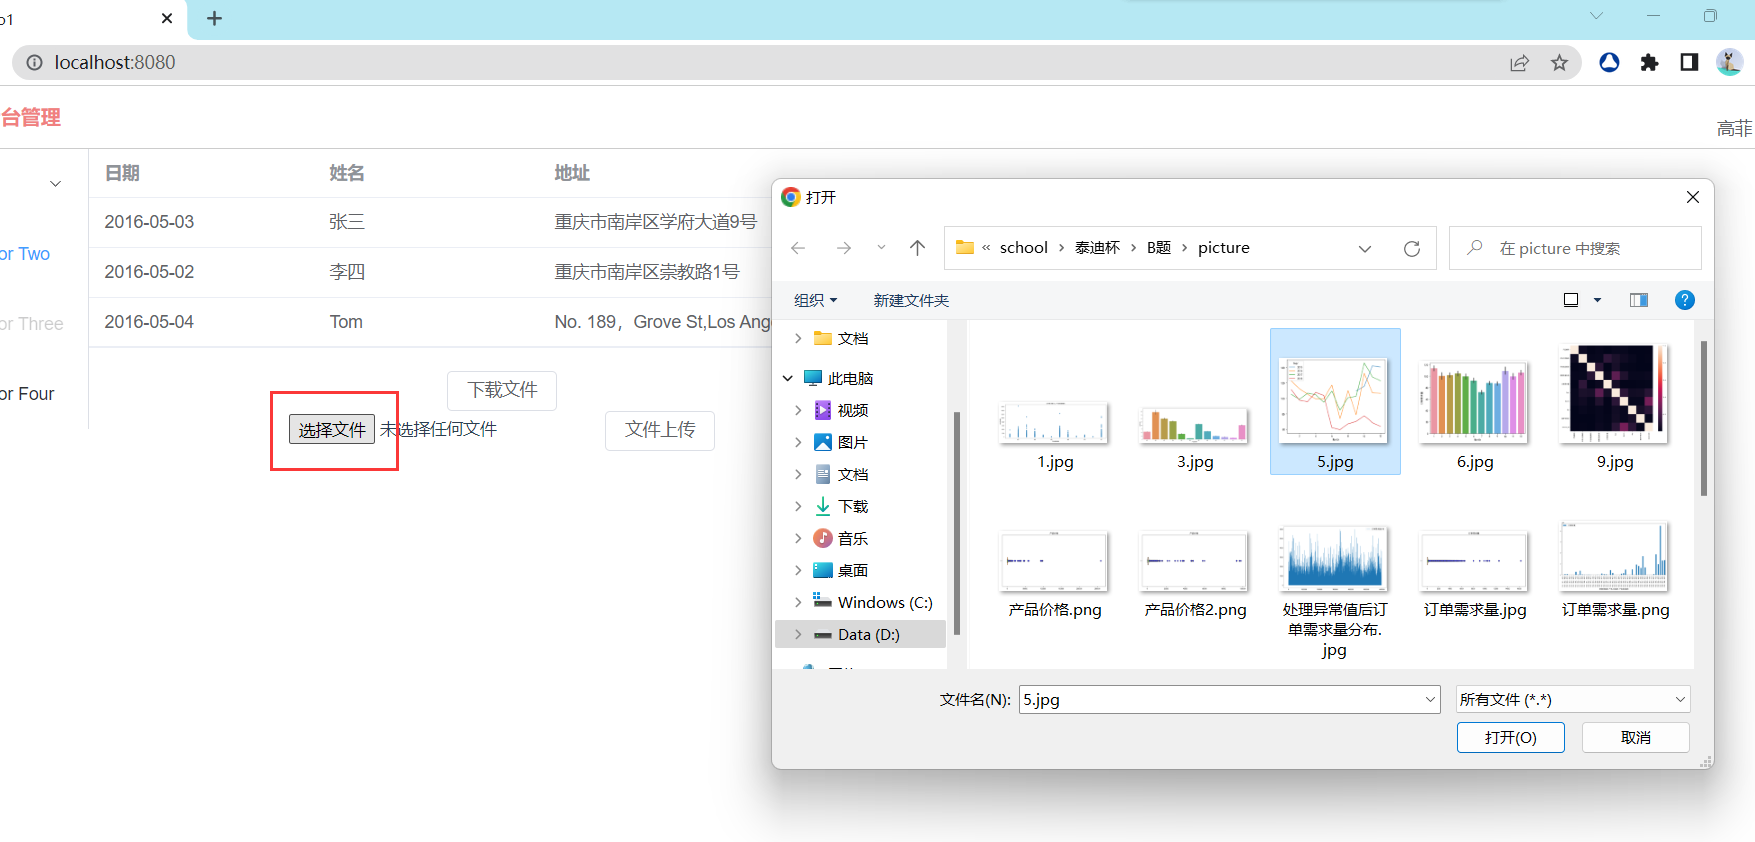 o1
localhost:8080
台管理
高菲
日期 姓名 地址
or Two
2016-05-03 张三 重庆市南岸区学府大道9号
2016-05-02 李四 重庆市南岸区崇教路1号
or Three
2016-05-04 Tom No. 189，Grove St,Los Ang
or Four
下载文件
选择文件 未选择任何文件
文件上传
打开
« school › 泰迪杯 › B题 › picture
在 picture 中搜索
组织 新建文件夹
文档
此电脑
视频
图片
文档
下载
音乐
桌面
Windows (C:)
Data (D:)
1.jpg
3.jpg
5.jpg
6.jpg
9.jpg
产品价格.png
产品价格2.png
处理异常值后订
单需求量分布.
jpg
订单需求量.jpg
订单需求量.png
文件名(N): 5.jpg
所有文件 (*.*)
打开(O)
取消